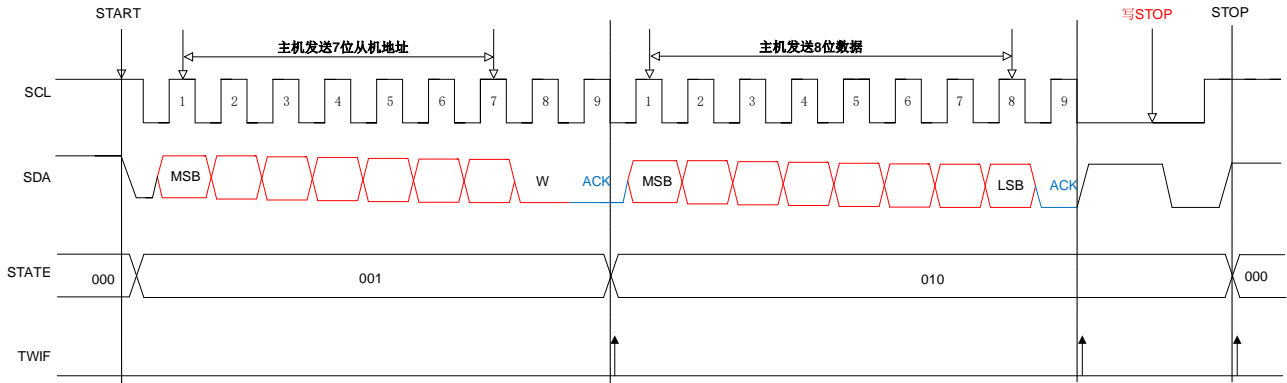 START
写STOP
STOP
主机发送7位从机地址
主机发送8位数据
SCL
1 2 3 4 5 6 7 8 9 1 2 3 4 5 6 7 8 9
SDA
MSB W ACK MSB LSB ACK
STATE
000 001 010 000
TWIF